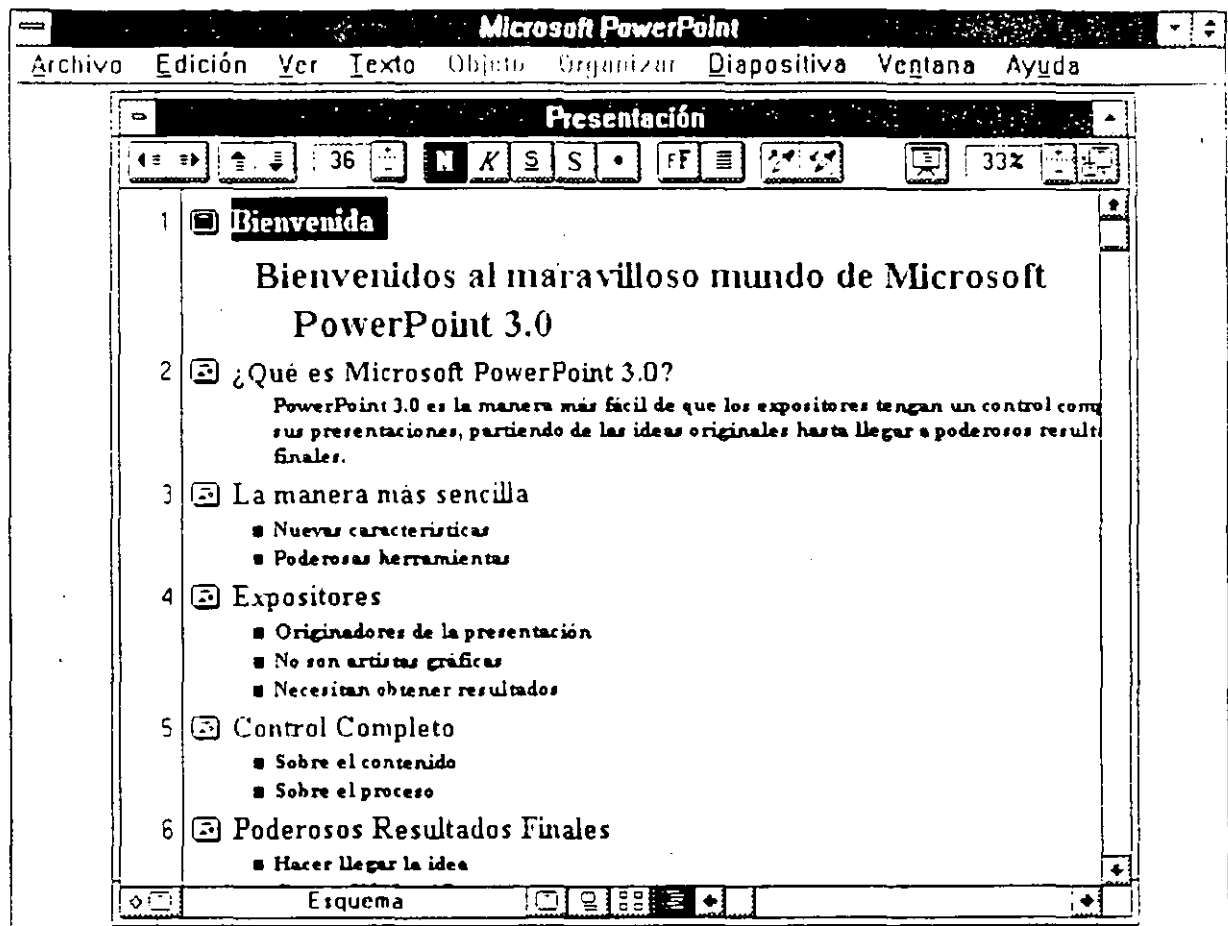 Microsoft PowerPoint
Archivo Edición Ver Texto Objeto Organizar Diapositiva Ventana Ayuda
Presentación
36 N K S S FF 33%
1 Bienvenida
Bienvenidos al maravilloso mundo de Microsoft
PowerPoint 3.0
2 ¿Qué es Microsoft PowerPoint 3.0?
PowerPoint 3.0 es la manera más fácil de que los expositores tengan un control comp
sus presentaciones, partiendo de las ideas originales hasta llegar a poderosos result
finales.
3 La manera más sencilla
■ Nuevas características
■ Poderosas herramientas
4 Expositores
■ Originadores de la presentación
■ No son artistas gráficas
■ Necesitan obtener resultados
5 Control Completo
■ Sobre el contenido
■ Sobre el proceso
6 Poderosos Resultados Finales
■ Hacer llegar la idea
Esquema